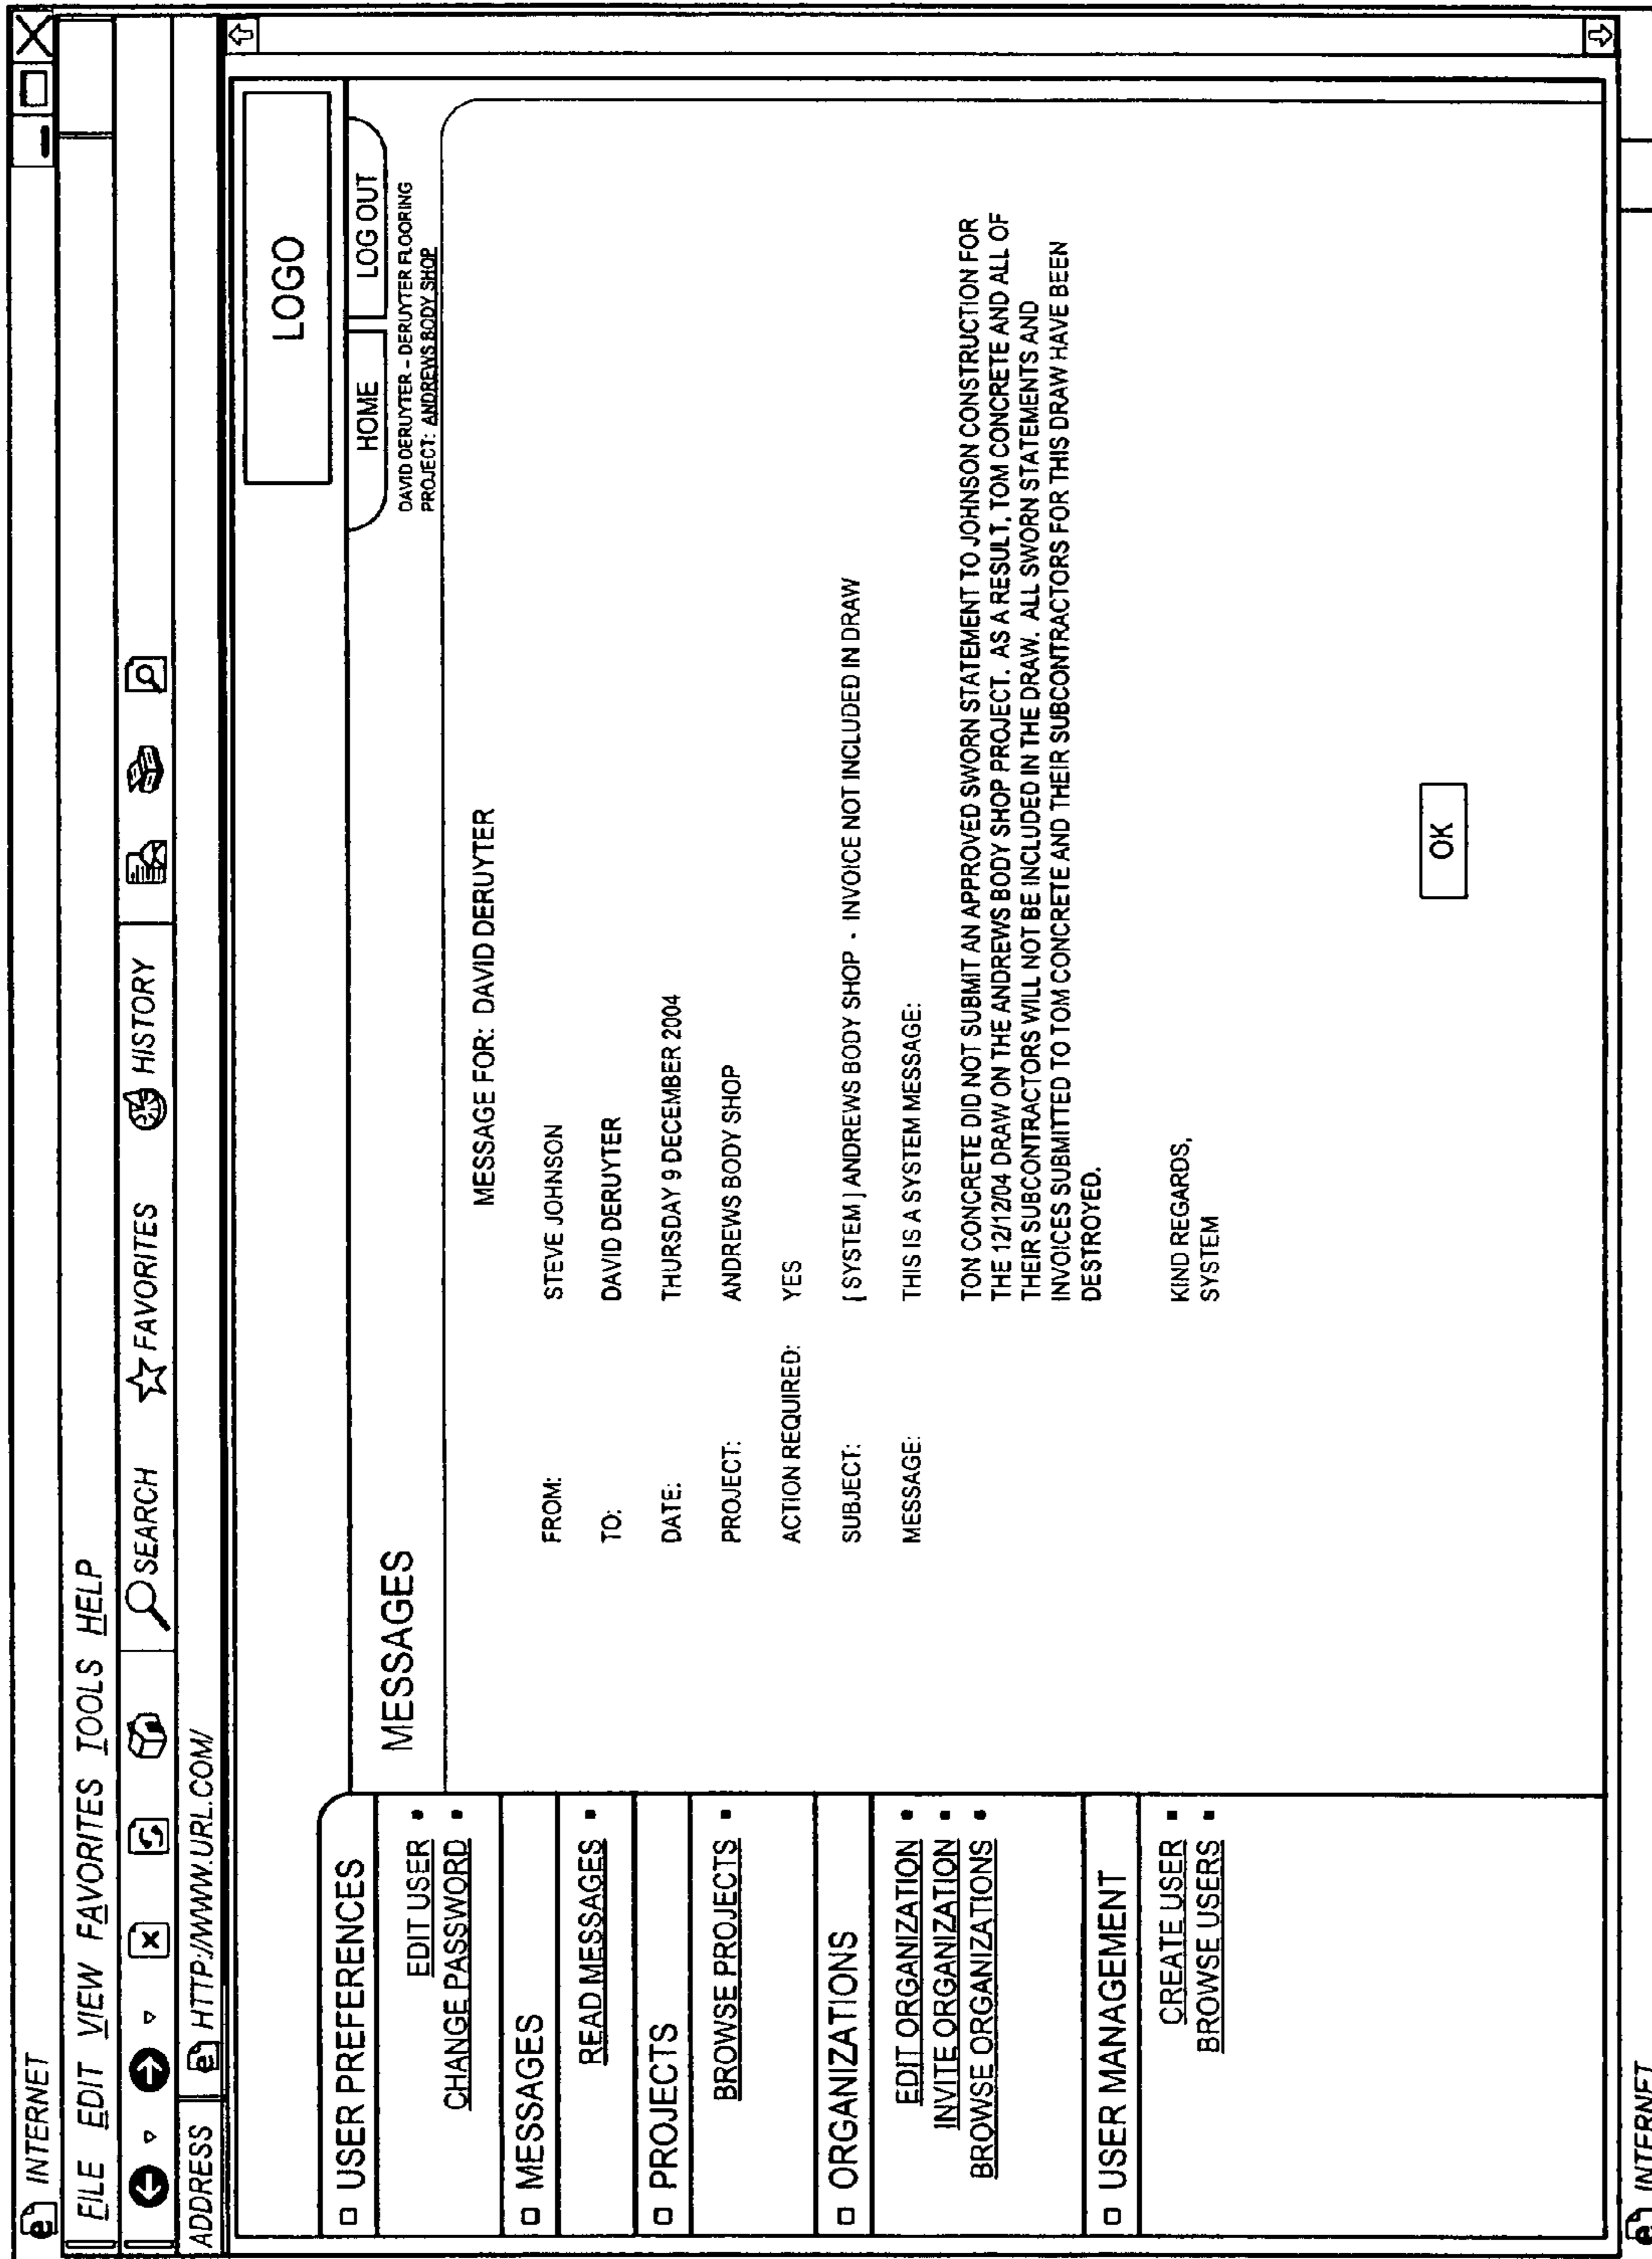 INTERNET
FILE EDIT VIEW FAVORITES TOOLS HELP
SEARCH FAVORITES HISTORY
ADDRESS HTTP://WWW.URL.COM/
LOGO
HOME LOG OUT
DAVID DERUYTER - DERUYTER FLOORING
PROJECT: ANDREWS BODY SHOP
USER PREFERENCES
EDIT USER
CHANGE PASSWORD
MESSAGES
READ MESSAGES
PROJECTS
BROWSE PROJECTS
ORGANIZATIONS
EDIT ORGANIZATION
INVITE ORGANIZATION
BROWSE ORGANIZATIONS
USER MANAGEMENT
CREATE USER
BROWSE USERS
MESSAGES
MESSAGE FOR: DAVID DERUYTER
FROM: STEVE JOHNSON
TO: DAVID DERUYTER
DATE: THURSDAY 9 DECEMBER 2004
PROJECT: ANDREWS BODY SHOP
ACTION REQUIRED: YES
SUBJECT: [ SYSTEM ] ANDREWS BODY SHOP - INVOICE NOT INCLUDED IN DRAW
MESSAGE: THIS IS A SYSTEM MESSAGE:
TON CONCRETE DID NOT SUBMIT AN APPROVED SWORN STATEMENT TO JOHNSON CONSTRUCTION FOR
THE 12/12/04 DRAW ON THE ANDREWS BODY SHOP PROJECT. AS A RESULT, TOM CONCRETE AND ALL OF
THEIR SUBCONTRACTORS WILL NOT BE INCLUDED IN THE DRAW. ALL SWORN STATEMENTS AND
INVOICES SUBMITTED TO TOM CONCRETE AND THEIR SUBCONTRACTORS FOR THIS DRAW HAVE BEEN
DESTROYED.
KIND REGARDS,
SYSTEM
OK
INTERNET